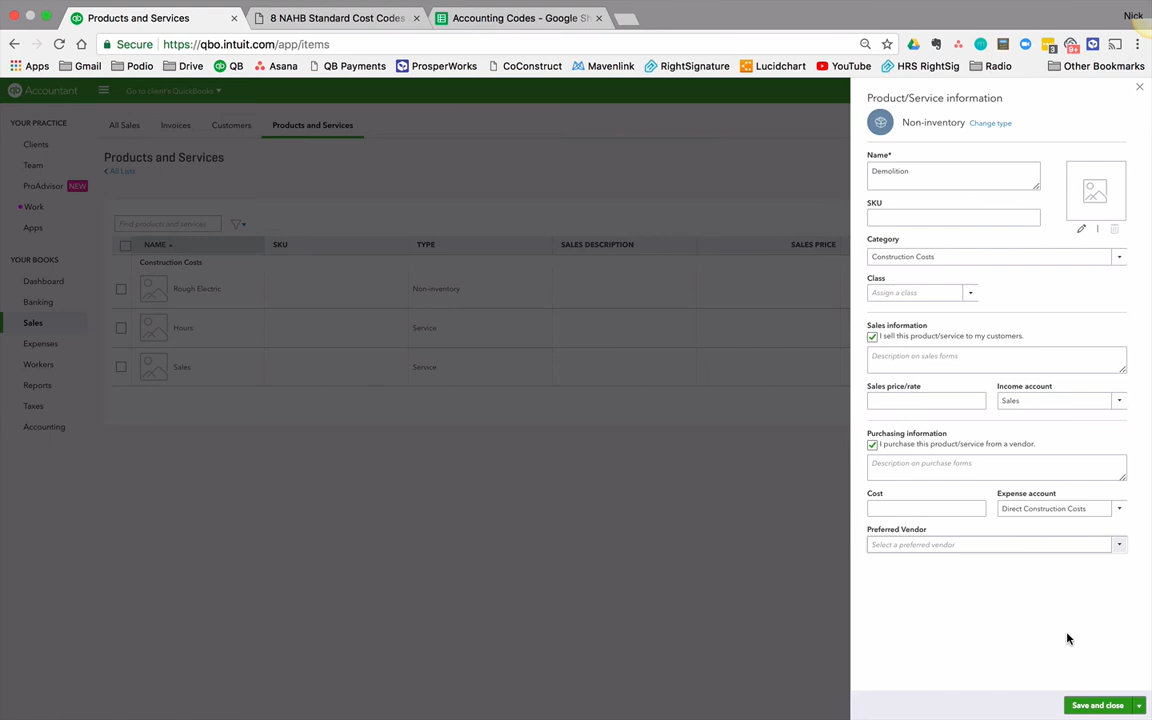 Products and Services
8 NAHB Standard Cost Codes
Accounting Codes - Google Sh
Nick
Secure
https://qbo.intuit.com/app/items
3
9+
Apps
Gmail
Podio
Drive
QB
Asana
QB Payments
ProsperWorks
CoConstruct
Mavenlink
RightSignature
Lucidchart
YouTube
HRS RightSig
Radio
Other Bookmarks
qb Accountant
Go to client's QuickBooks
YOUR PRACTICE
Clients
Team
ProAdvisor NEW
Work
Apps
YOUR BOOKS
Dashboard
Banking
Sales
Expenses
Workers
Reports
Taxes
Accounting
All Sales
Invoices
Customers
Products and Services
Products and Services
All Lists
Find products and services
NAME
SKU
TYPE
SALES DESCRIPTION
SALES PRICE
Construction Costs
Rough Electric
Non-inventory
Hours
Service
Sales
Service
Product/Service information
Non-inventory Change type
Name*
Demolition
SKU
Category
Construction Costs
Class
Assign a class
Sales information
I sell this product/service to my customers.
Description on sales forms
Sales price/rate
Income account
Sales
Purchasing information
I purchase this product/service from a vendor.
Description on purchase forms
Cost
Expense account
Direct Construction Costs
Preferred Vendor
Select a preferred vendor
Save and close